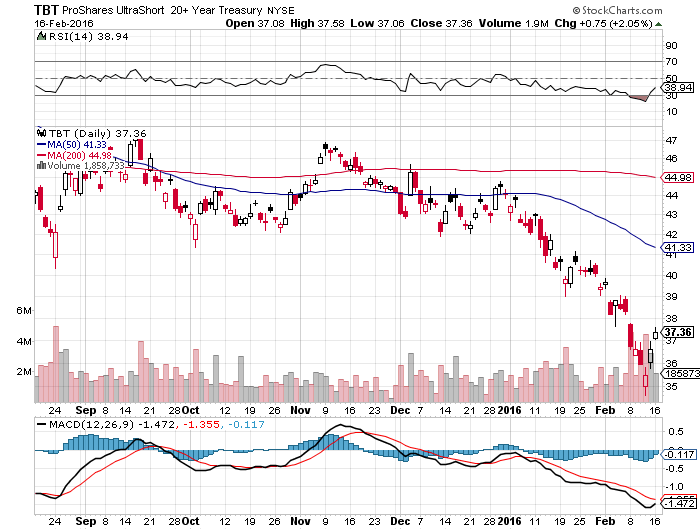 TBT ProShares UltraShort 20+ Year Treasury NYSE © StockCharts.com
16-Feb-2016 Open 37.08 High 37.58 Low 37.06 Close 37.36 Volume 1.9M Chg +0.75 (+2.05%)
RSI(14) 38.94
90
70
50
38.94
30
10
TBT (Daily) 37.36
MA(50) 41.33
MA(200) 44.98
Volume 1,858,733
47
46
44.98
44
43
42
41.33
41
40
39
38
37.36
37
36
185873
35
6M
4M
2M
24 Sep 8 14 21 28 Oct 12 19 26 Nov 9 16 23 Dec 7 14 21 28 2016 11 19 25 Feb 8 16
MACD(12,26,9) -1.472, -1.355, -0.117
0.5
0.0
-0.117
-0.5
-1.0
-1.472
24 Sep 8 14 21 28 Oct 12 19 26 Nov 9 16 23 Dec 7 14 21 28 2016 11 19 25 Feb 8 16